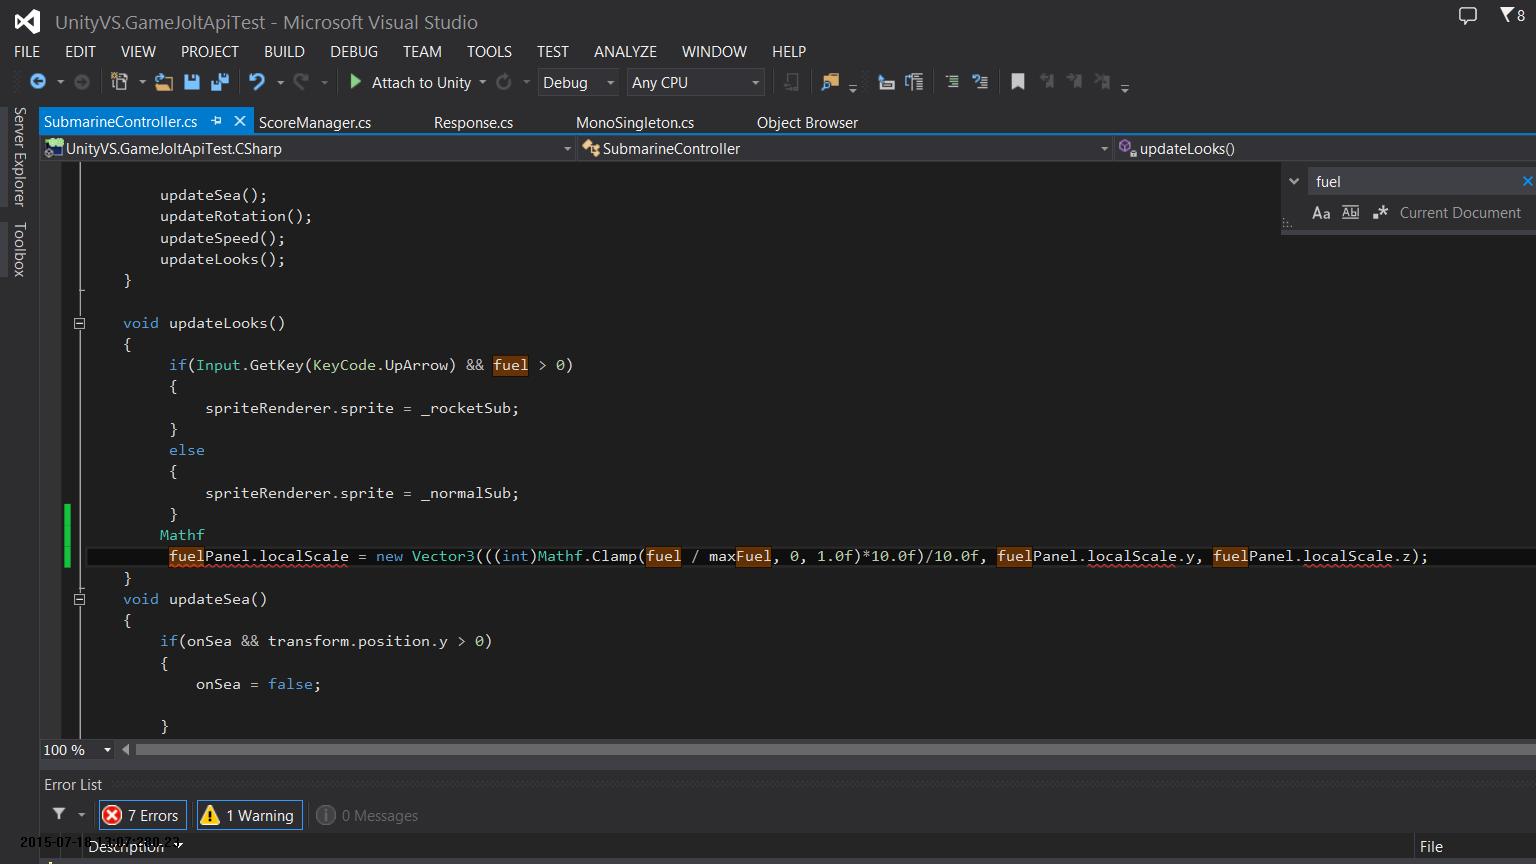 UnityVS.GameJoltApiTest - Microsoft Visual Studio
8
FILE EDIT VIEW PROJECT BUILD DEBUG TEAM TOOLS TEST ANALYZE WINDOW HELP
Attach to Unity Debug Any CPU
Server Explorer
Toolbox
SubmarineController.cs ScoreManager.cs Response.cs MonoSingleton.cs Object Browser
UnityVS.GameJoltApiTest.CSharp SubmarineController updateLooks()
fuel
Aa Abl .* Current Document
updateSea();
updateRotation();
updateSpeed();
updateLooks();
}
void updateLooks()
{
if(Input.GetKey(KeyCode.UpArrow) && fuel > 0)
{
spriteRenderer.sprite = _rocketSub;
}
else
{
spriteRenderer.sprite = _normalSub;
}
Mathf
fuelPanel.localScale = new Vector3(((int)Mathf.Clamp(fuel / maxFuel, 0, 1.0f)*10.0f)/10.0f, fuelPanel.localScale.y, fuelPanel.localScale.z);
}
void updateSea()
{
if(onSea && transform.position.y > 0)
{
onSea = false;
}
100 %
Error List
7 Errors 1 Warning 0 Messages
Description File